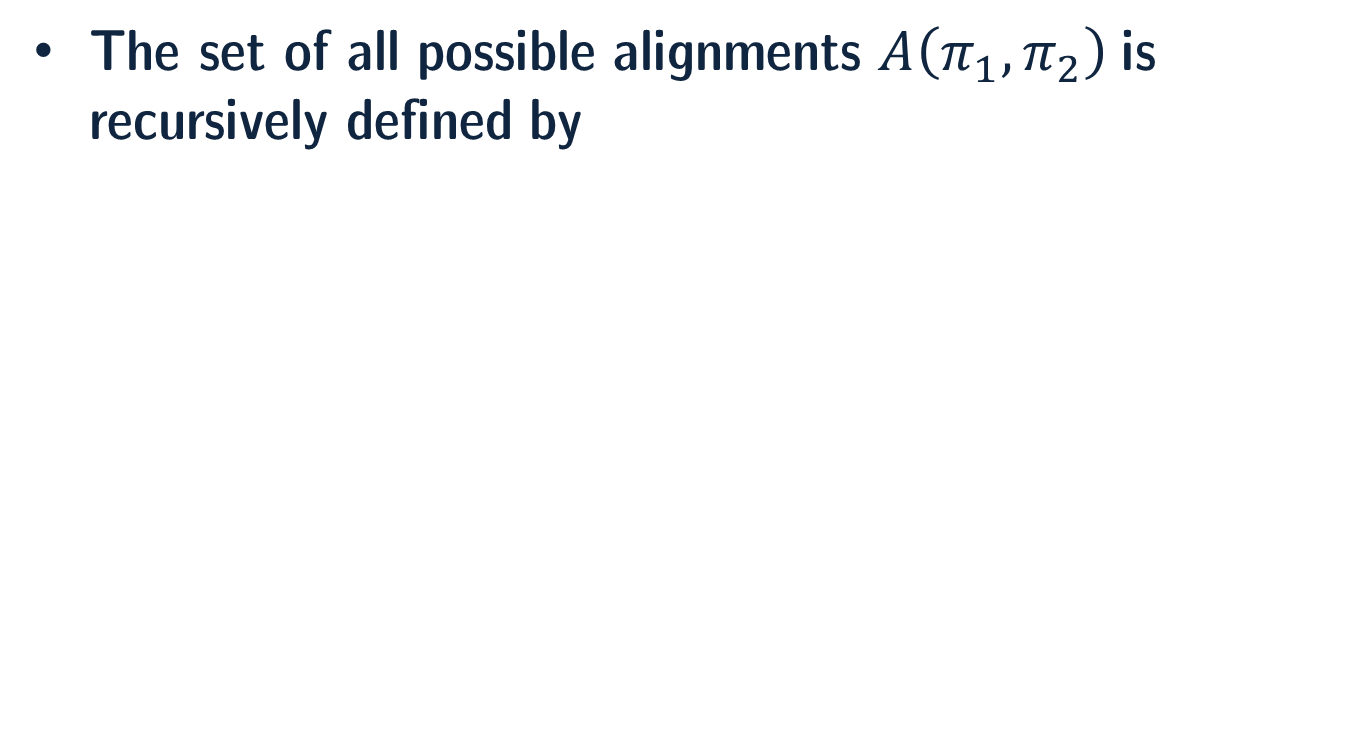 • The set of all possible alignments 𝐴(𝜋₁, 𝜋₂) is
recursively defined by